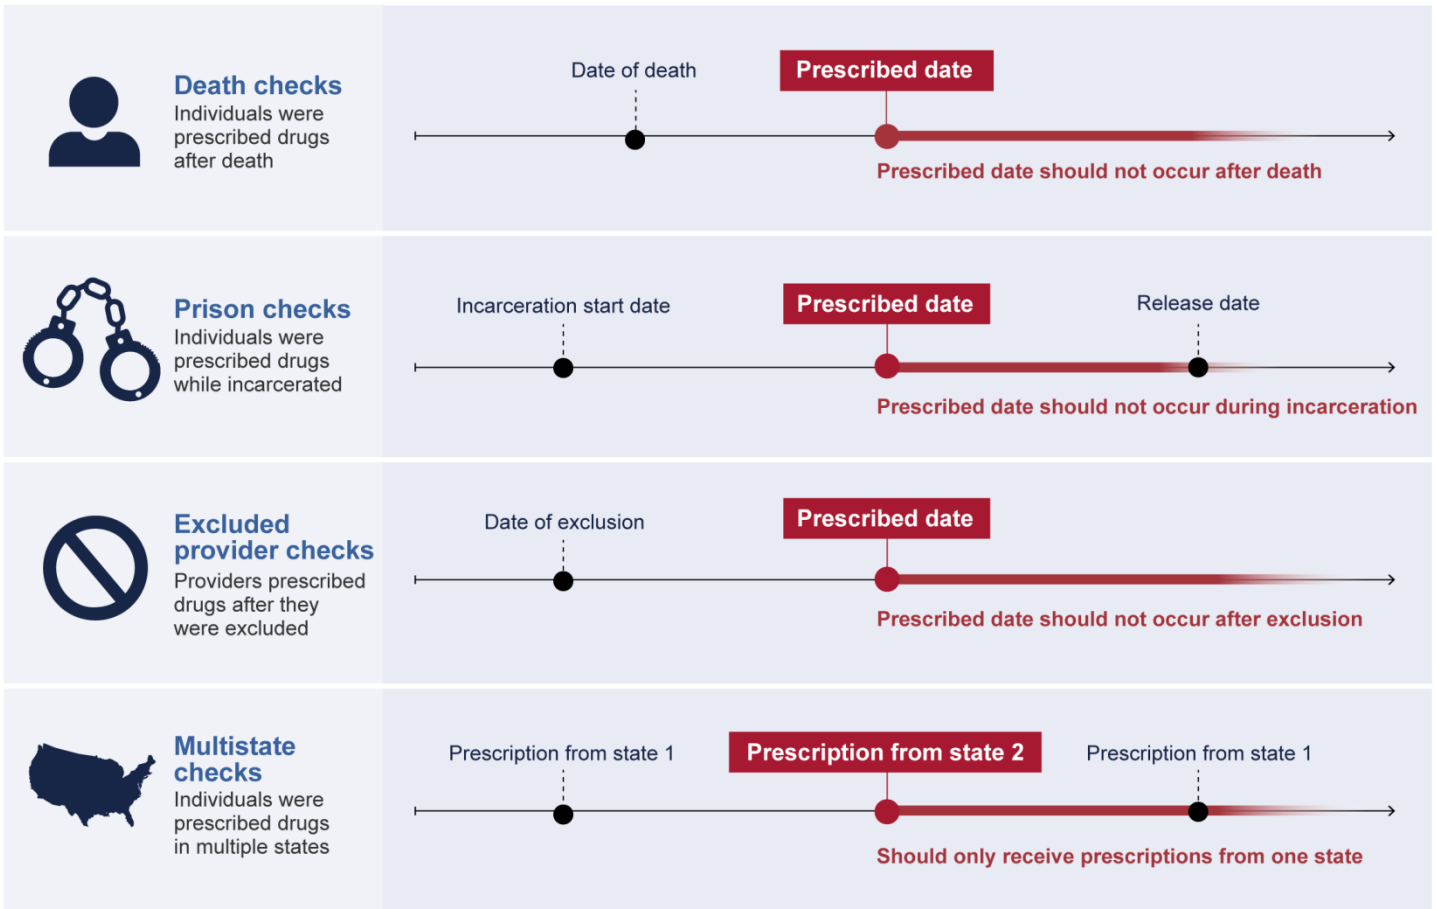 Death checks
Individuals were
prescribed drugs
after death
Date of death
Prescribed date
Prescribed date should not occur after death
Prison checks
Individuals were
prescribed drugs
while incarcerated
Incarceration start date
Prescribed date
Release date
Prescribed date should not occur during incarceration
Excluded
provider checks
Providers prescribed
drugs after they
were excluded
Date of exclusion
Prescribed date
Prescribed date should not occur after exclusion
Multistate
checks
Individuals were
prescribed drugs
in multiple states
Prescription from state 1
Prescription from state 2
Prescription from state 1
Should only receive prescriptions from one state